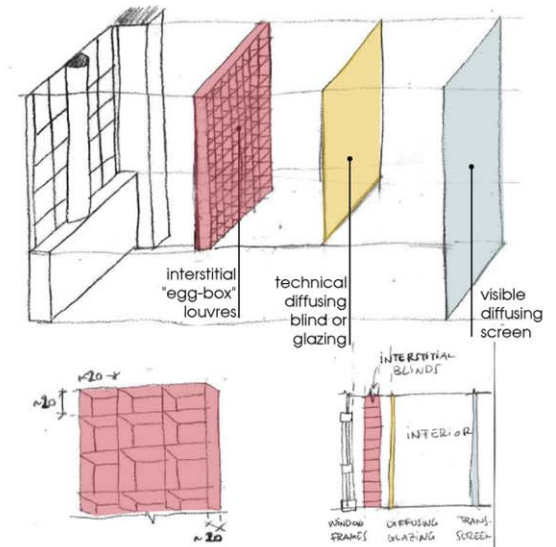 interstitial
"egg-box"
louvres
technical
diffusing
blind or
glazing
visible
diffusing
screen
~20
~20
~20
INTERSTITIAL
BLINDS
INTERIOR
WINDOW
FRAMES
DIFFUSING
GLAZING
TRANS-
SCREEN